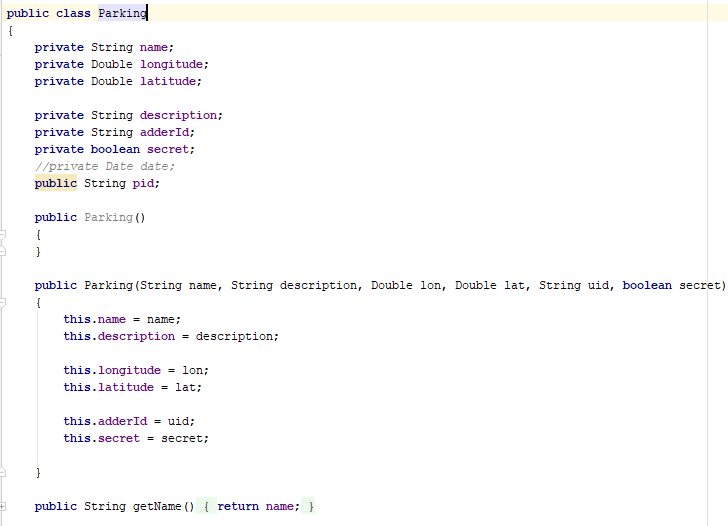 public class Parking
{
private String name;
private Double longitude;
private Double latitude;
private String description;
private String adderId;
private boolean secret;
//private Date date;
public String pid;
public Parking()
{
}
public Parking(String name, String description, Double lon, Double lat, String uid, boolean secret)
{
this.name = name;
this.description = description;
this.longitude = lon;
this.latitude = lat;
this.adderId = uid;
this.secret = secret;
}
public String getName() { return name; }